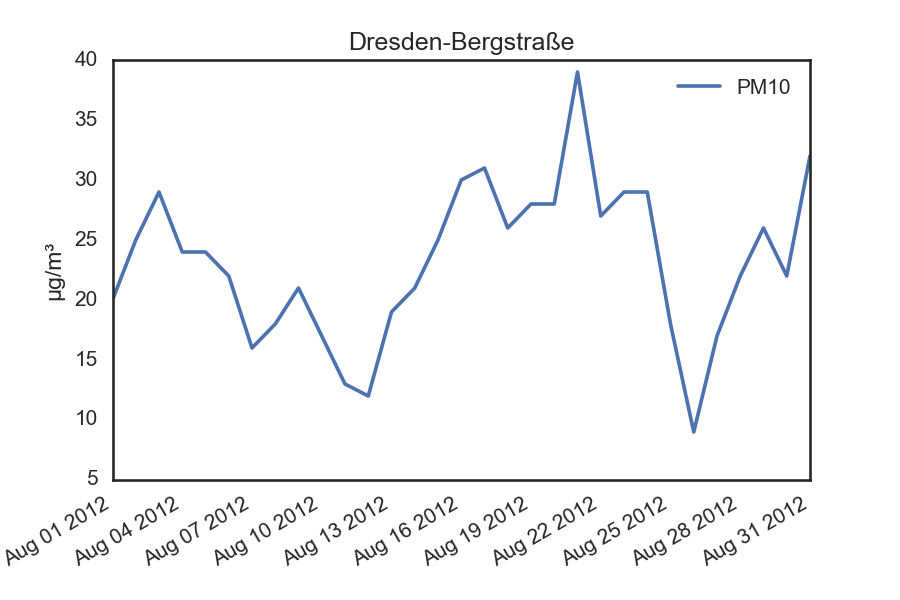 Dresden-Bergstraße
40
35
30
25
20
15
10
5
µg/m³
PM10
Aug 01 2012
Aug 04 2012
Aug 07 2012
Aug 10 2012
Aug 13 2012
Aug 16 2012
Aug 19 2012
Aug 22 2012
Aug 25 2012
Aug 28 2012
Aug 31 2012